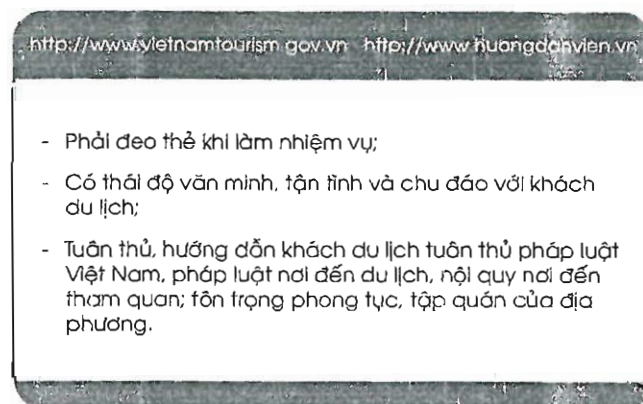 http://www.vietnamtourism.gov.vn http://www.huongdanvien.vn
- Phải đeo thẻ khi làm nhiệm vụ;
- Có thái độ văn minh, tận tình và chu đáo với khách
du lịch;
- Tuân thủ, hướng dẫn khách du lịch tuân thủ pháp luật
Việt Nam, pháp luật nơi đến du lịch, nội quy nơi đến
tham quan; tôn trọng phong tục, tập quán của địa
phương.